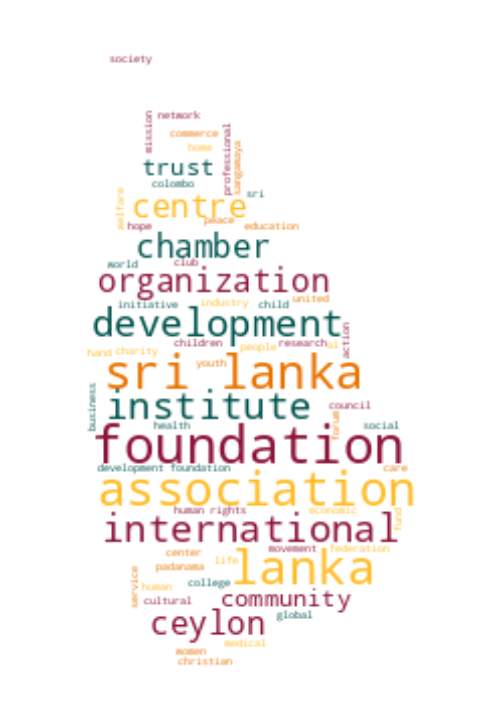 society
mission
network
commerce
professional
home
sangamaya
trust
colombo
sri
welfare
centre
peace
hope
education
chamber
world
club
organization
initiative
industry
child
united
development
action
children
people
research
al
hand
charity
youth
sri lanka
business
institute
council
forum
health
social
foundation
development foundation
care
association
human rights
economic
fund
international
movement
federation
center
life
lanka
padanama
service
human
college
cultural
community
global
ceylon
medical
women
christian